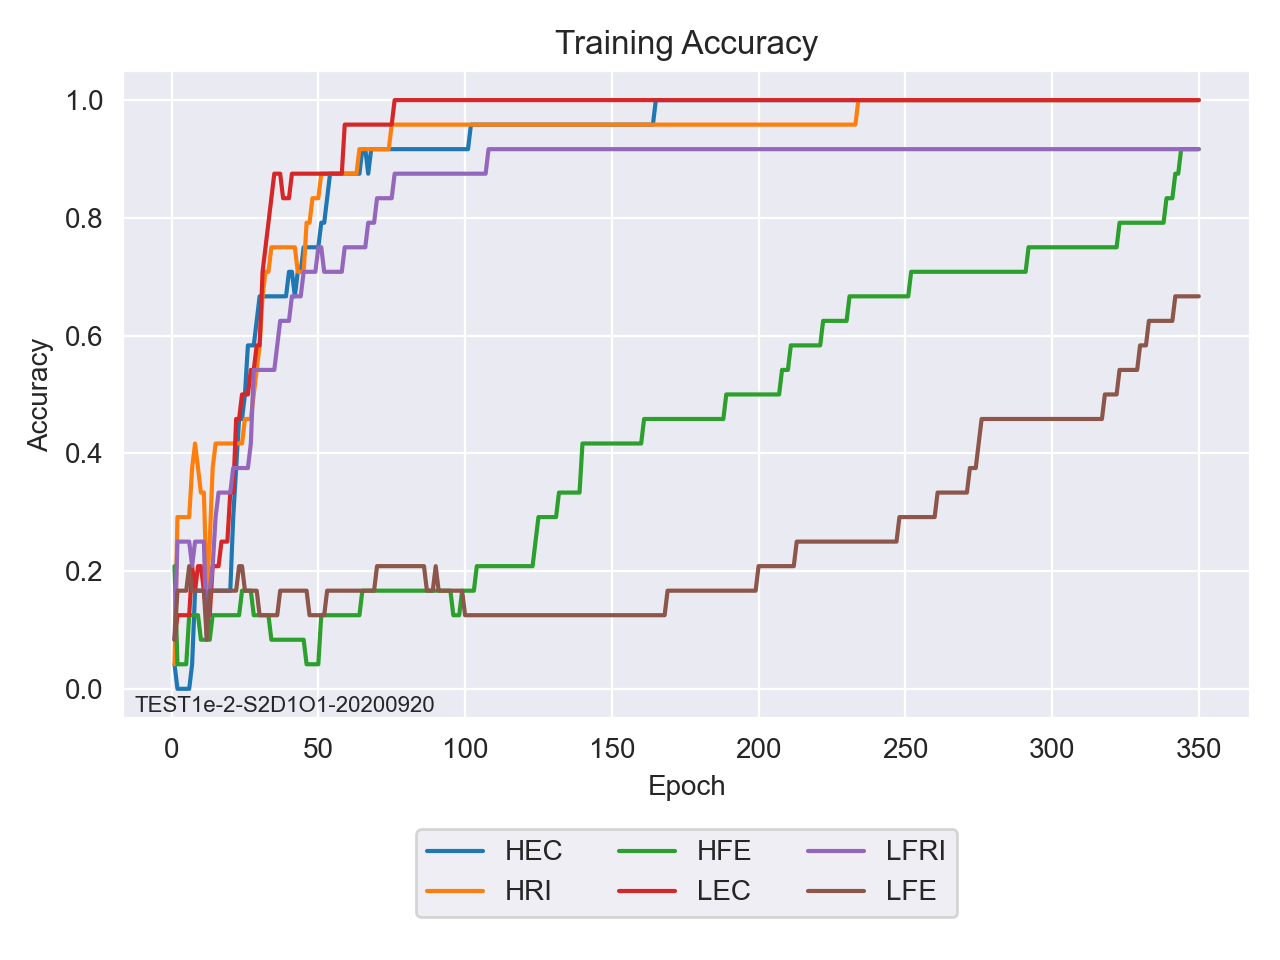 Training Accuracy
1.0
0.8
0.6
0.4
0.2
0.0
Accuracy
TEST1e-2-S2D1O1-20200920
0 50 100 150 200 250 300 350
Epoch
HEC HFE LFRI
HRI LEC LFE